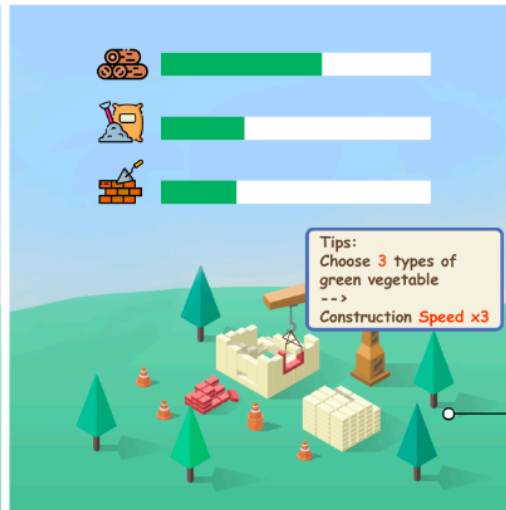 Tips:
Choose 3 types of
green vegetable
-->
Construction Speed x3